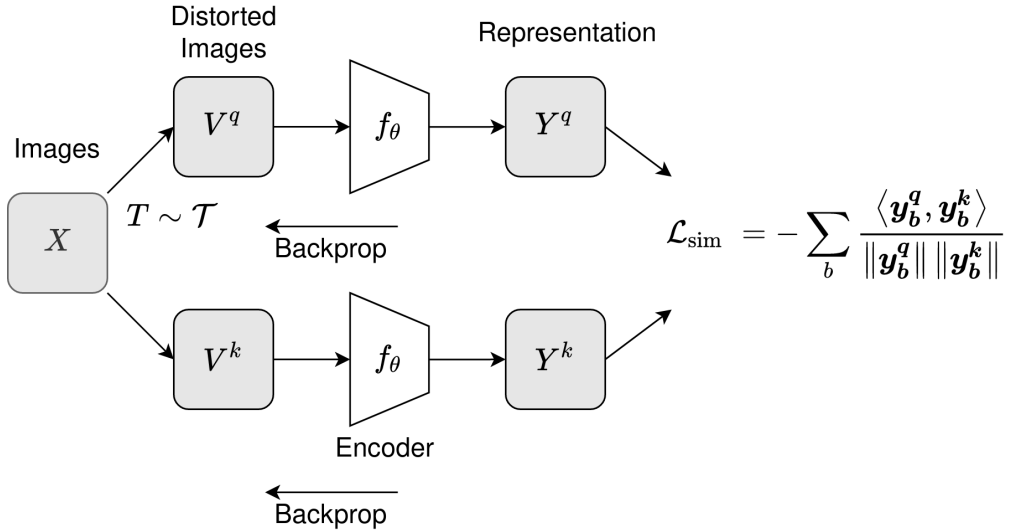 Distorted
Images
Representation
Images
X
T ∼ 𝒯
V^q
f_θ
Y^q
Backprop
ℒ_sim = − ∑_b ⟨y_b^q, y_b^k⟩ / ‖y_b^q‖ ‖y_b^k‖
V^k
f_θ
Y^k
Encoder
Backprop